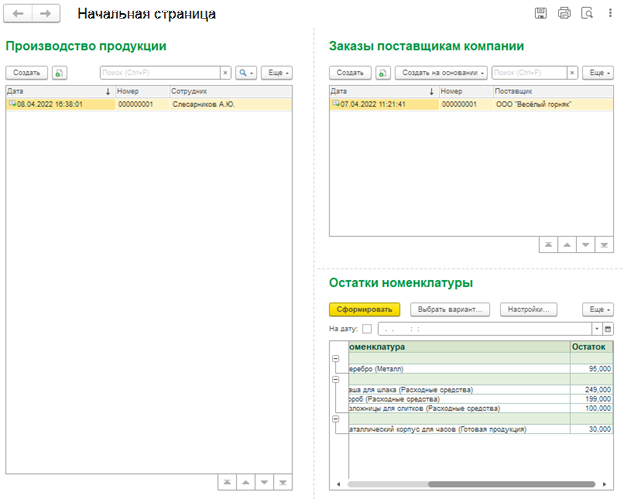 Начальная страница
Производство продукции
Создать
Поиск (Ctrl+F)
×
Еще
Дата
↓
Номер
Сотрудник
08.04.2022 16:38:01
000000001
Слесарников А.Ю.
Заказы поставщикам компании
Создать
Создать на основании
Поиск (Ctrl+F)
×
Еще
Дата
↓
Номер
Поставщик
07.04.2022 11:21:41
000000001
ООО "Весёлый горняк"
Остатки номенклатуры
Сформировать
Выбрать вариант...
Настройки...
Еще
На дату:
. . : :
оменклатура
Остаток
еребро (Металл)
95,000
аша для шлака (Расходные средства)
249,000
ороб (Расходные средства)
199,000
зложницы для слитков (Расходные средства)
100,000
еталлический корпус для часов (Готовая продукция)
30,000